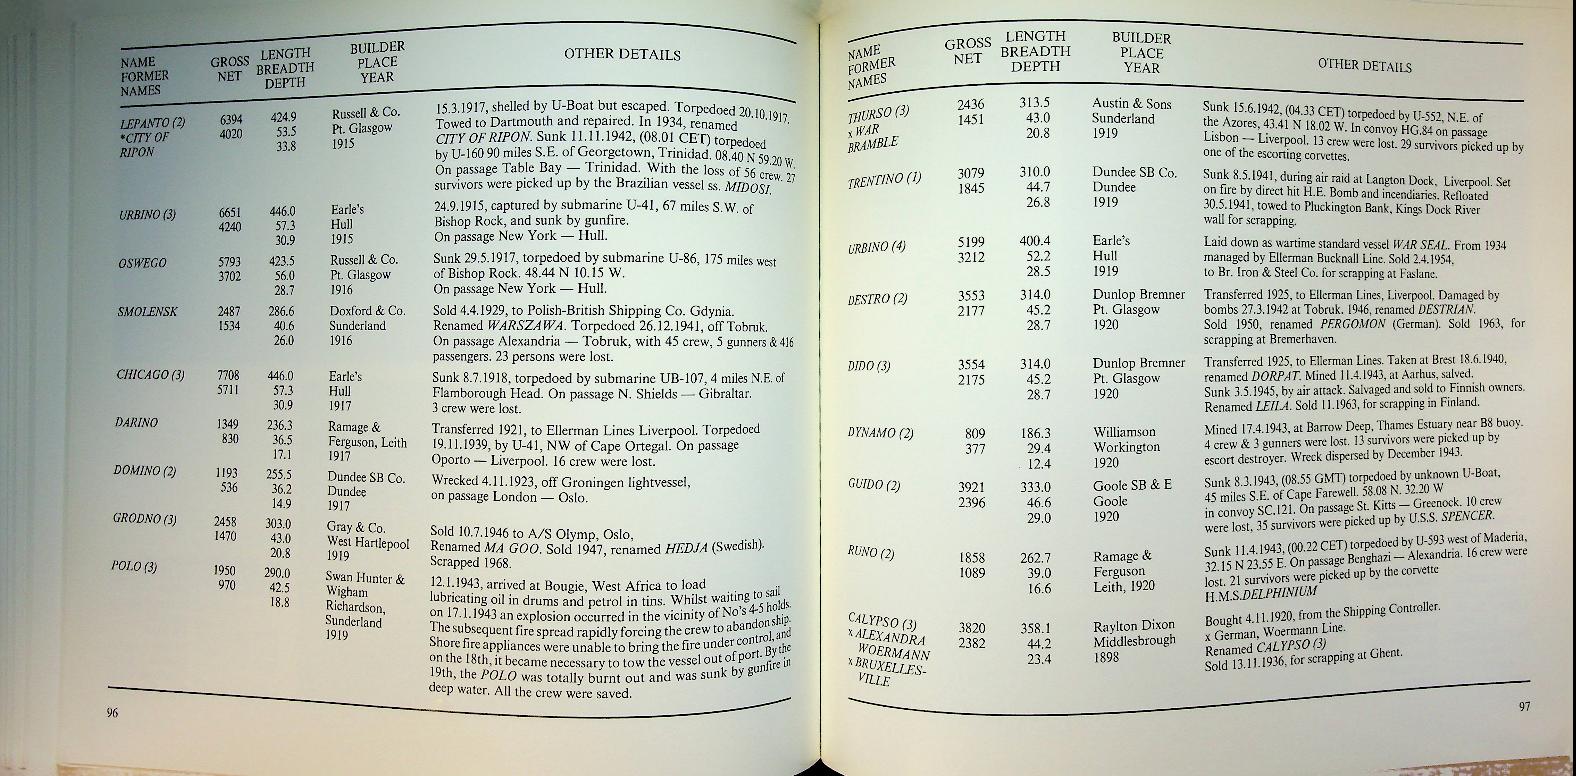 NAME FORMER NAMES
GROSS NET
LENGTH BREADTH DEPTH
BUILDER PLACE YEAR
OTHER DETAILS
LEPANTO (2)
*CITY OF
RIPON
6394
4020
424.9
53.5
33.8
Russell & Co.
Pt. Glasgow
1915
15.3.1917, shelled by U-Boat but escaped. Torpedoed 20.10.1917.
Towed to Dartmouth and repaired. In 1934, renamed
CITY OF RIPON. Sunk 11.11.1942, (08.01 CET) torpedoed
by U-160 90 miles S.E. of Georgetown, Trinidad. 08.40 N 59.20 W.
On passage Table Bay — Trinidad. With the loss of 56 crew. 27
survivors were picked up by the Brazilian vessel ss. MIDOSI.
URBINO (3)
6651
4240
446.0
57.3
30.9
Earle's
Hull
1915
24.9.1915, captured by submarine U-41, 67 miles S.W. of
Bishop Rock, and sunk by gunfire.
On passage New York — Hull.
OSWEGO
5793
3702
423.5
56.0
28.7
Russell & Co.
Pt. Glasgow
1916
Sunk 29.5.1917, torpedoed by submarine U-86, 175 miles west
of Bishop Rock. 48.44 N 10.15 W.
On passage New York — Hull.
SMOLENSK
2487
1534
286.6
40.6
26.0
Doxford & Co.
Sunderland
1916
Sold 4.4.1929, to Polish-British Shipping Co. Gdynia.
Renamed WARSZAWA. Torpedoed 26.12.1941, off Tobruk.
On passage Alexandria — Tobruk, with 45 crew, 5 gunners & 416
passengers. 23 persons were lost.
CHICAGO (3)
7708
5711
446.0
57.3
30.9
Earle's
Hull
1917
Sunk 8.7.1918, torpedoed by submarine UB-107, 4 miles N.E. of
Flamborough Head. On passage N. Shields — Gibraltar.
3 crew were lost.
DARINO
1349
830
236.3
36.5
17.1
Ramage &
Ferguson, Leith
1917
Transferred 1921, to Ellerman Lines Liverpool. Torpedoed
19.11.1939, by U-41, NW of Cape Ortegal. On passage
Oporto — Liverpool. 16 crew were lost.
DOMINO (2)
1193
536
255.5
36.2
14.9
Dundee SB Co.
Dundee
1917
Wrecked 4.11.1923, off Groningen lightvessel,
on passage London — Oslo.
GRODNO (3)
2458
1470
303.0
43.0
20.8
Gray & Co.
West Hartlepool
1919
Sold 10.7.1946 to A/S Olymp, Oslo,
Renamed MA GOO. Sold 1947, renamed HEDJA (Swedish).
Scrapped 1968.
POLO (3)
1950
970
290.0
42.5
18.8
Swan Hunter &
Wigham
Richardson,
Sunderland
1919
12.1.1943, arrived at Bougie, West Africa to load
lubricating oil in drums and petrol in tins. Whilst waiting to sail
on 17.1.1943 an explosion occurred in the vicinity of No's 4-5 holds.
The subsequent fire spread rapidly forcing the crew to abandon ship.
Shore fire appliances were unable to bring the fire under control, and
on the 18th, it became necessary to tow the vessel out of port. By the
19th, the POLO was totally burnt out and was sunk by gunfire in
deep water. All the crew were saved.
96
NAME FORMER NAMES
GROSS NET
LENGTH BREADTH DEPTH
BUILDER PLACE YEAR
OTHER DETAILS
THURSO (3)
x WAR
BRAMBLE
2436
1451
313.5
43.0
20.8
Austin & Sons
Sunderland
1919
Sunk 15.6.1942, (04.33 CET) torpedoed by U-552, N.E. of
the Azores, 43.41 N 18.02 W. In convoy HG.84 on passage
Lisbon — Liverpool. 13 crew were lost. 29 survivors picked up by
one of the escorting corvettes.
TRENTINO (1)
3079
1845
310.0
44.7
26.8
Dundee SB Co.
Dundee
1919
Sunk 8.5.1941, during air raid at Langton Dock, Liverpool. Set
on fire by direct hit H.E. Bomb and incendiaries. Refloated
30.5.1941, towed to Pluckington Bank, Kings Dock River
wall for scrapping.
URBINO (4)
5199
3212
400.4
52.2
28.5
Earle's
Hull
1919
Laid down as wartime standard vessel WAR SEAL. From 1934
managed by Ellerman Bucknall Line. Sold 2.4.1954,
to Br. Iron & Steel Co. for scrapping at Faslane.
DESTRO (2)
3553
2177
314.0
45.2
28.7
Dunlop Bremner
Pt. Glasgow
1920
Transferred 1925, to Ellerman Lines, Liverpool. Damaged by
bombs 27.3.1942 at Tobruk. 1946, renamed DESTRIAN.
Sold 1950, renamed PERGOMON (German). Sold 1963, for
scrapping at Bremerhaven.
DIDO (3)
3554
2175
314.0
45.2
28.7
Dunlop Bremner
Pt. Glasgow
1920
Transferred 1925, to Ellerman Lines. Taken at Brest 18.6.1940,
renamed DORPAT. Mined 11.4.1943, at Aarhus, salved.
Sunk 3.5.1945, by air attack. Salvaged and sold to Finnish owners.
Renamed LEILA. Sold 11.1963, for scrapping in Finland.
DYNAMO (2)
809
377
186.3
29.4
12.4
Williamson
Workington
1920
Mined 17.4.1943, at Barrow Deep, Thames Estuary near B8 buoy.
4 crew & 3 gunners were lost. 13 survivors were picked up by
escort destroyer. Wreck dispersed by December 1943.
GUIDO (2)
3921
2396
333.0
46.6
29.0
Goole SB & E
Goole
1920
Sunk 8.3.1943, (08.55 GMT) torpedoed by unknown U-Boat,
45 miles S.E. of Cape Farewell. 58.08 N. 32.20 W
in convoy SC.121. On passage St. Kitts — Greenock. 10 crew
were lost, 35 survivors were picked up by U.S.S. SPENCER.
RUNO (2)
1858
1089
262.7
39.0
16.6
Ramage &
Ferguson
Leith, 1920
Sunk 11.4.1943, (00.22 CET) torpedoed by U-593 west of Maderia,
32.15 N 23.55 E. On passage Benghazi — Alexandria. 16 crew were
lost. 21 survivors were picked up by the corvette
H.M.S.DELPHINIUM
CALYPSO (3)
x ALEXANDRA
WOERMANN
x BRUXELLES-
VILLE
3820
2382
358.1
44.2
23.4
Raylton Dixon
Middlesbrough
1898
Bought 4.11.1920, from the Shipping Controller.
x German, Woermann Line.
Renamed CALYPSO (3)
Sold 13.11.1936, for scrapping at Ghent.
97